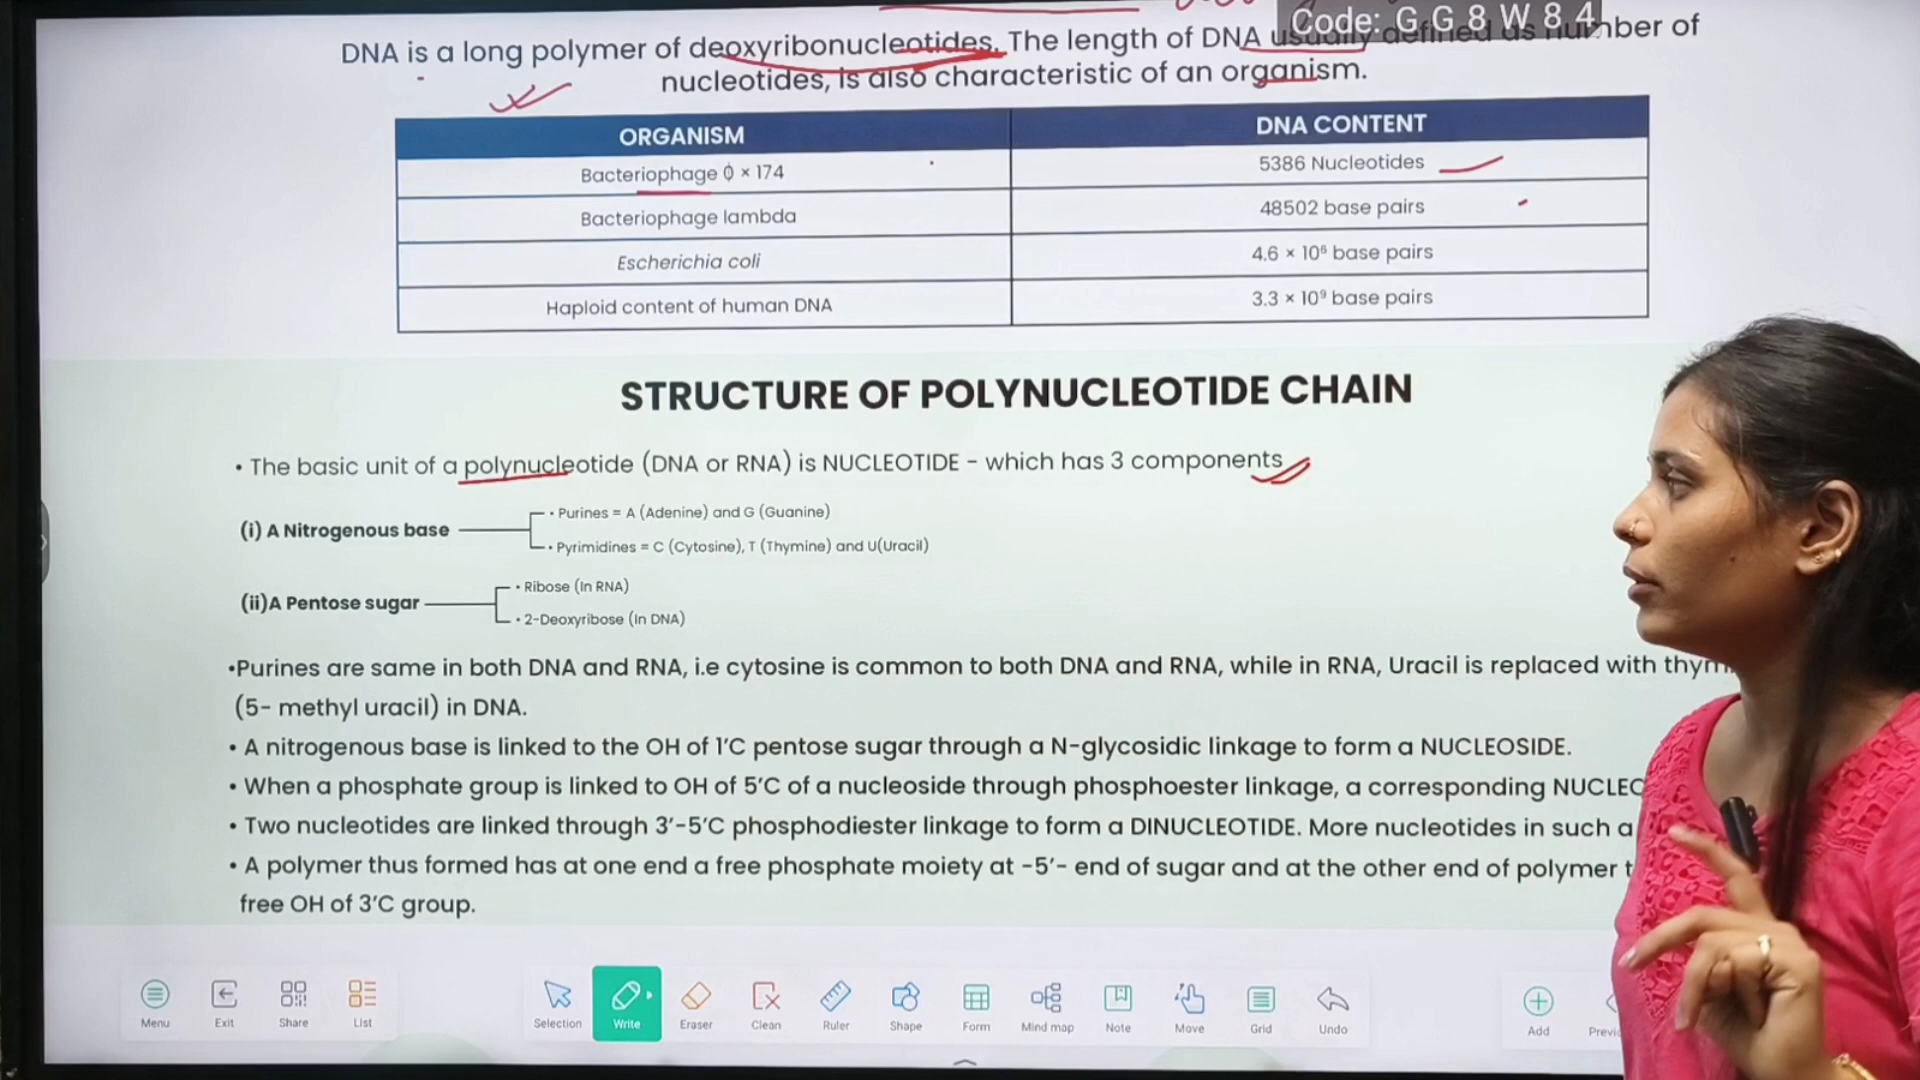 Code: G G 8 W 8 4
DNA is a long polymer of deoxyribonucleotides. The length of DNA usually defined as number of
nucleotides, is also characteristic of an organism.
ORGANISM DNA CONTENT
Bacteriophage ϕ × 174 5386 Nucleotides
Bacteriophage lambda 48502 base pairs
Escherichia coli 4.6 × 10⁶ base pairs
Haploid content of human DNA 3.3 × 10⁹ base pairs
STRUCTURE OF POLYNUCLEOTIDE CHAIN
• The basic unit of a polynucleotide (DNA or RNA) is NUCLEOTIDE - which has 3 components
• Purines = A (Adenine) and G (Guanine)
(i) A Nitrogenous base
• Pyrimidines = C (Cytosine), T (Thymine) and U(Uracil)
• Ribose (In RNA)
(ii)A Pentose sugar
• 2-Deoxyribose (In DNA)
•Purines are same in both DNA and RNA, i.e cytosine is common to both DNA and RNA, while in RNA, Uracil is replaced with
(5- methyl uracil) in DNA.
• A nitrogenous base is linked to the OH of 1'C pentose sugar through a N-glycosidic linkage to form a NUCLEOSIDE.
• When a phosphate group is linked to OH of 5'C of a nucleoside through phosphoester linkage, a corresponding
• Two nucleotides are linked through 3'-5'C phosphodiester linkage to form a DINUCLEOTIDE. More nucleotides in such a
• A polymer thus formed has at one end a free phosphate moiety at -5'- end of sugar and at the other end of polymer
free OH of 3'C group.
Menu Exit Share List Selection Write Eraser Clean Ruler Shape Form Mind map Note Move Grid Undo Add